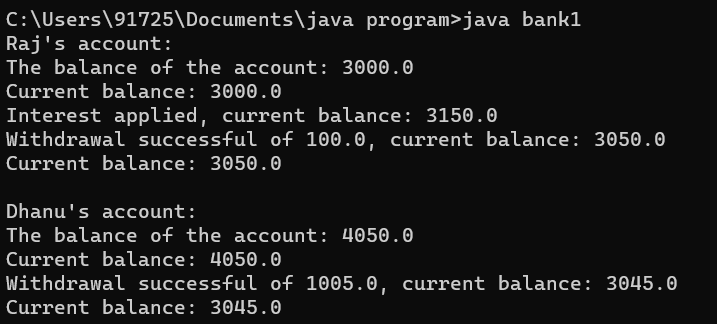 C:\Users\91725\Documents\java program>java bank1
Raj's account:
The balance of the account: 3000.0
Current balance: 3000.0
Interest applied, current balance: 3150.0
Withdrawal successful of 100.0, current balance: 3050.0
Current balance: 3050.0
Dhanu's account:
The balance of the account: 4050.0
Current balance: 4050.0
Withdrawal successful of 1005.0, current balance: 3045.0
Current balance: 3045.0